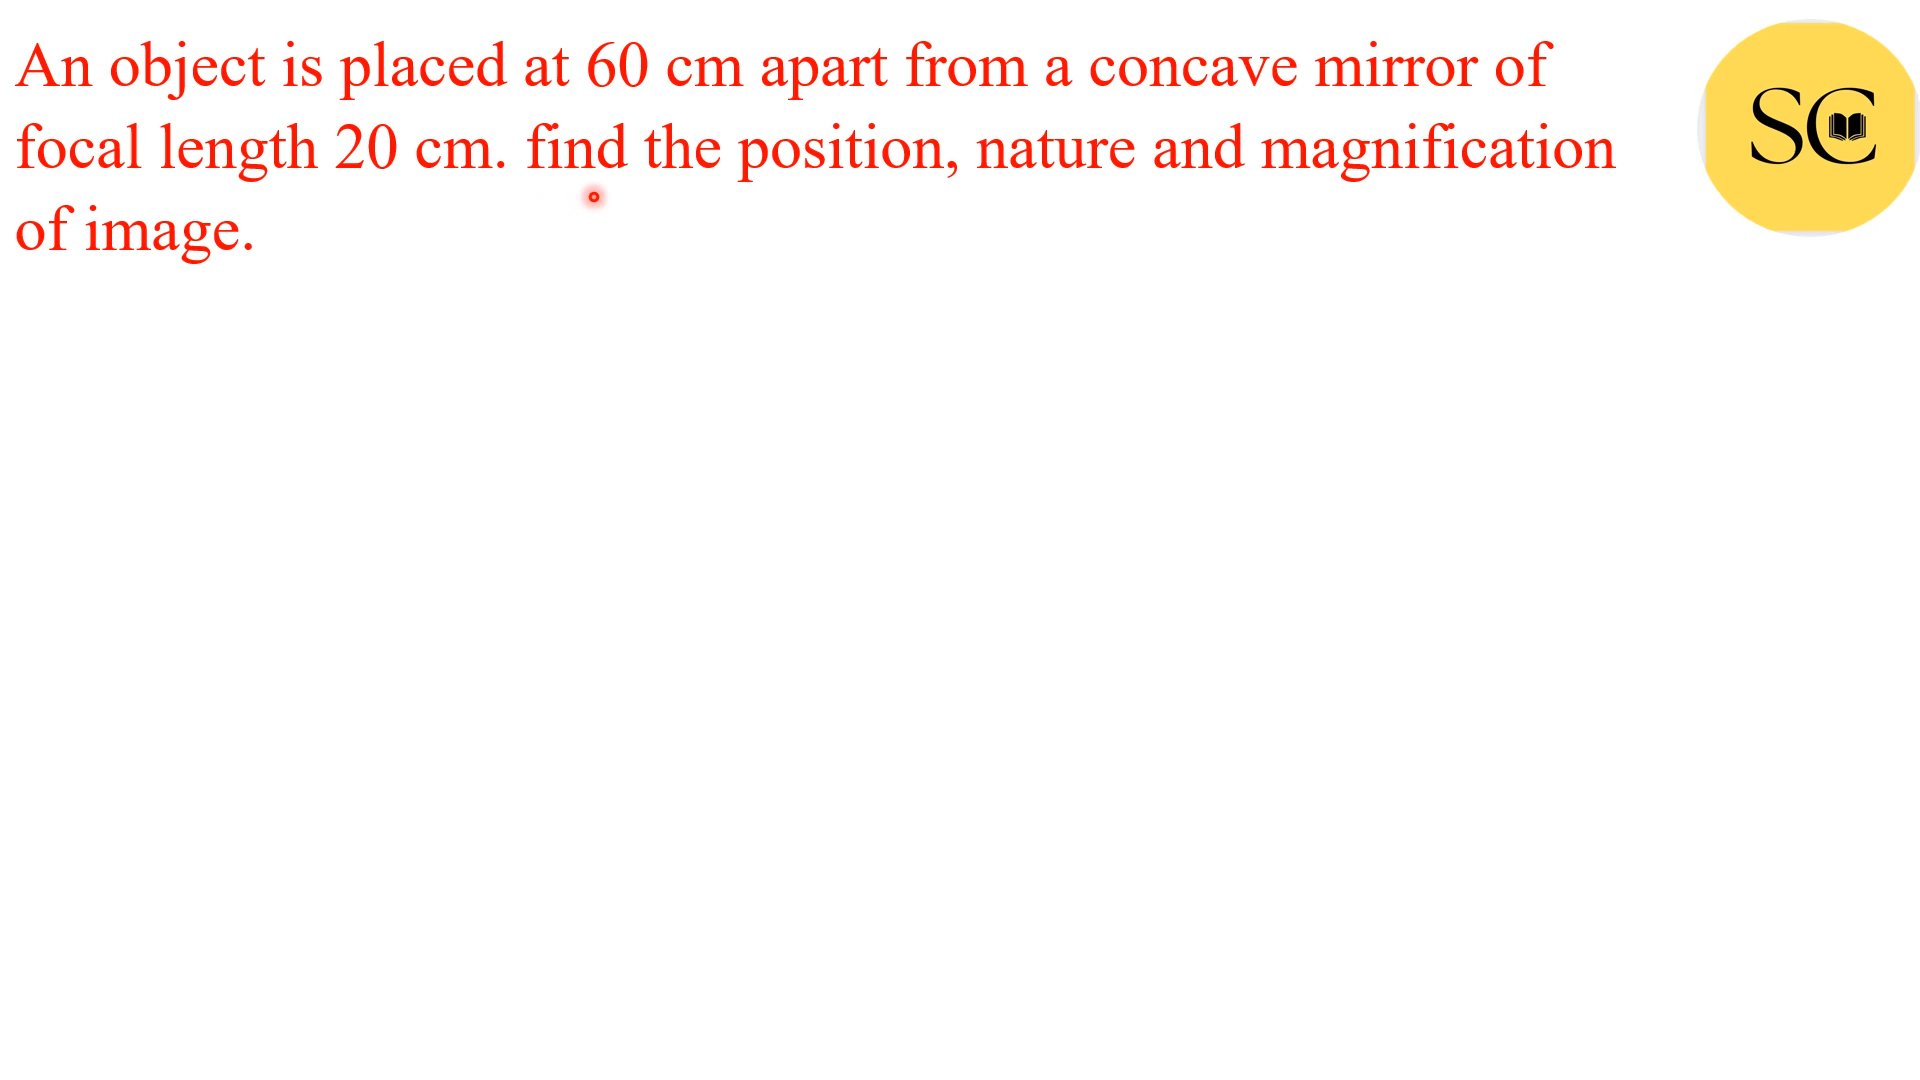 An object is placed at 60 cm apart from a concave mirror of
focal length 20 cm. find the position, nature and magnification
of image.
SC